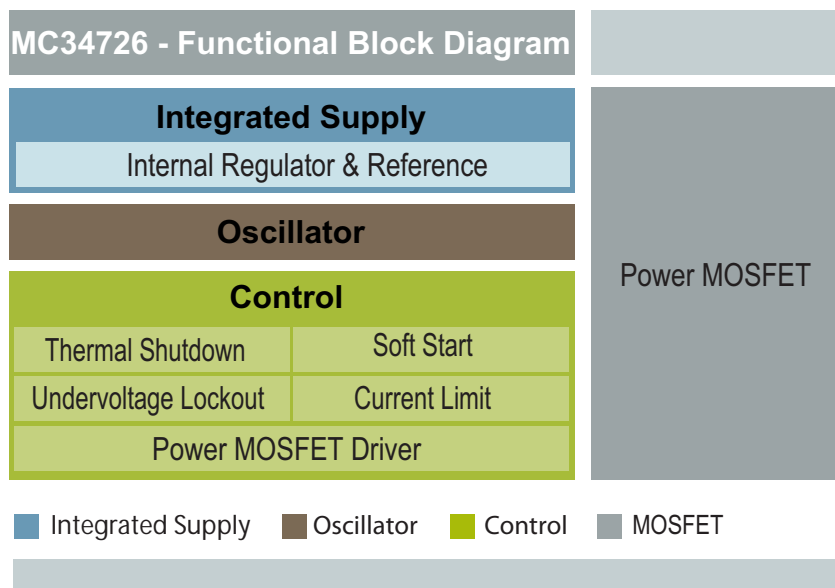 MC34726 - Functional Block Diagram
Integrated Supply
Internal Regulator & Reference
Oscillator
Control
Thermal Shutdown
Soft Start
Undervoltage Lockout
Current Limit
Power MOSFET Driver
Power MOSFET
Integrated Supply
Oscillator
Control
MOSFET